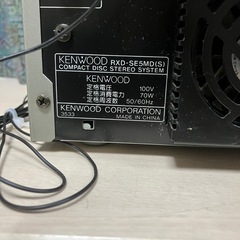 KENWOOD RXD-SE5MD(S)
COMPACT DISC STEREO SYSTEM
KENWOOD
定格電圧 100V
定格消費電力 70W
定格周波数 50/60Hz
KENWOOD CORPORATION
3533 MADE IN CHINA